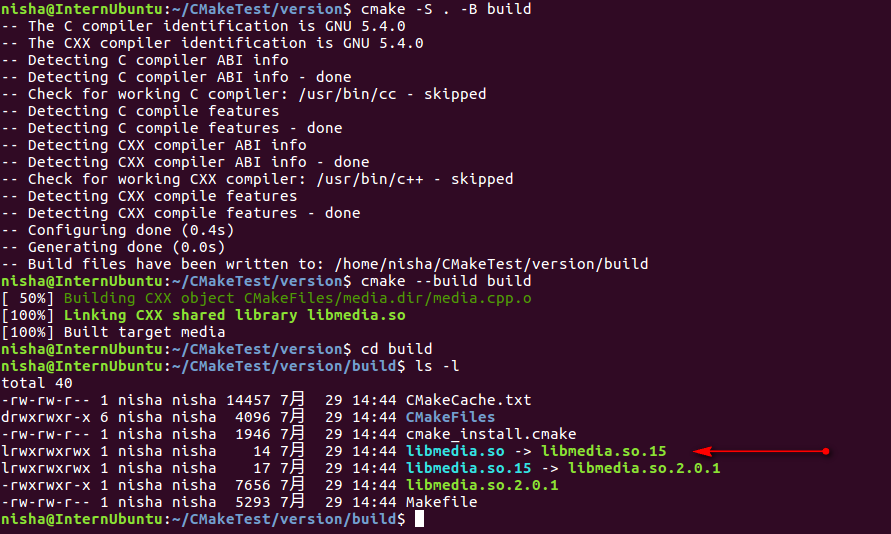 nisha@InternUbuntu:~/CMakeTest/version$ cmake -S . -B build
-- The C compiler identification is GNU 5.4.0
-- The CXX compiler identification is GNU 5.4.0
-- Detecting C compiler ABI info
-- Detecting C compiler ABI info - done
-- Check for working C compiler: /usr/bin/cc - skipped
-- Detecting C compile features
-- Detecting C compile features - done
-- Detecting CXX compiler ABI info
-- Detecting CXX compiler ABI info - done
-- Check for working CXX compiler: /usr/bin/c++ - skipped
-- Detecting CXX compile features
-- Detecting CXX compile features - done
-- Configuring done (0.4s)
-- Generating done (0.0s)
-- Build files have been written to: /home/nisha/CMakeTest/version/build
nisha@InternUbuntu:~/CMakeTest/version$ cmake --build build
[ 50%] Building CXX object CMakeFiles/media.dir/media.cpp.o
[100%] Linking CXX shared library libmedia.so
[100%] Built target media
nisha@InternUbuntu:~/CMakeTest/version$ cd build
nisha@InternUbuntu:~/CMakeTest/version/build$ ls -l
total 40
-rw-rw-r-- 1 nisha nisha 14457 7月  29 14:44 CMakeCache.txt
drwxrwxr-x 6 nisha nisha  4096 7月  29 14:44 CMakeFiles
-rw-rw-r-- 1 nisha nisha  1946 7月  29 14:44 cmake_install.cmake
lrwxrwxrwx 1 nisha nisha    14 7月  29 14:44 libmedia.so -> libmedia.so.15
lrwxrwxrwx 1 nisha nisha    17 7月  29 14:44 libmedia.so.15 -> libmedia.so.2.0.1
-rwxrwxr-x 1 nisha nisha  7656 7月  29 14:44 libmedia.so.2.0.1
-rw-rw-r-- 1 nisha nisha  5293 7月  29 14:44 Makefile
nisha@InternUbuntu:~/CMakeTest/version/build$